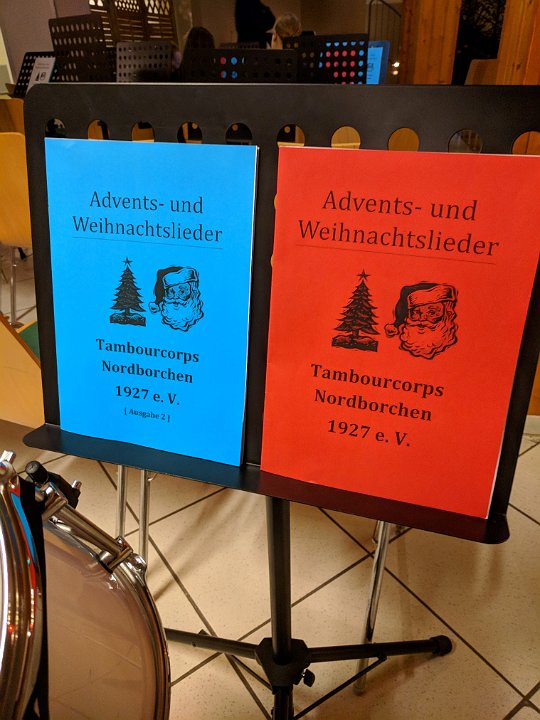 Advents- und
Weihnachtslieder
Tambourcorps
Nordborchen
1927 e. V.
[ Ausgabe 2 ]
Advents- und
Weihnachtslieder
Tambourcorps
Nordborchen
1927 e. V.